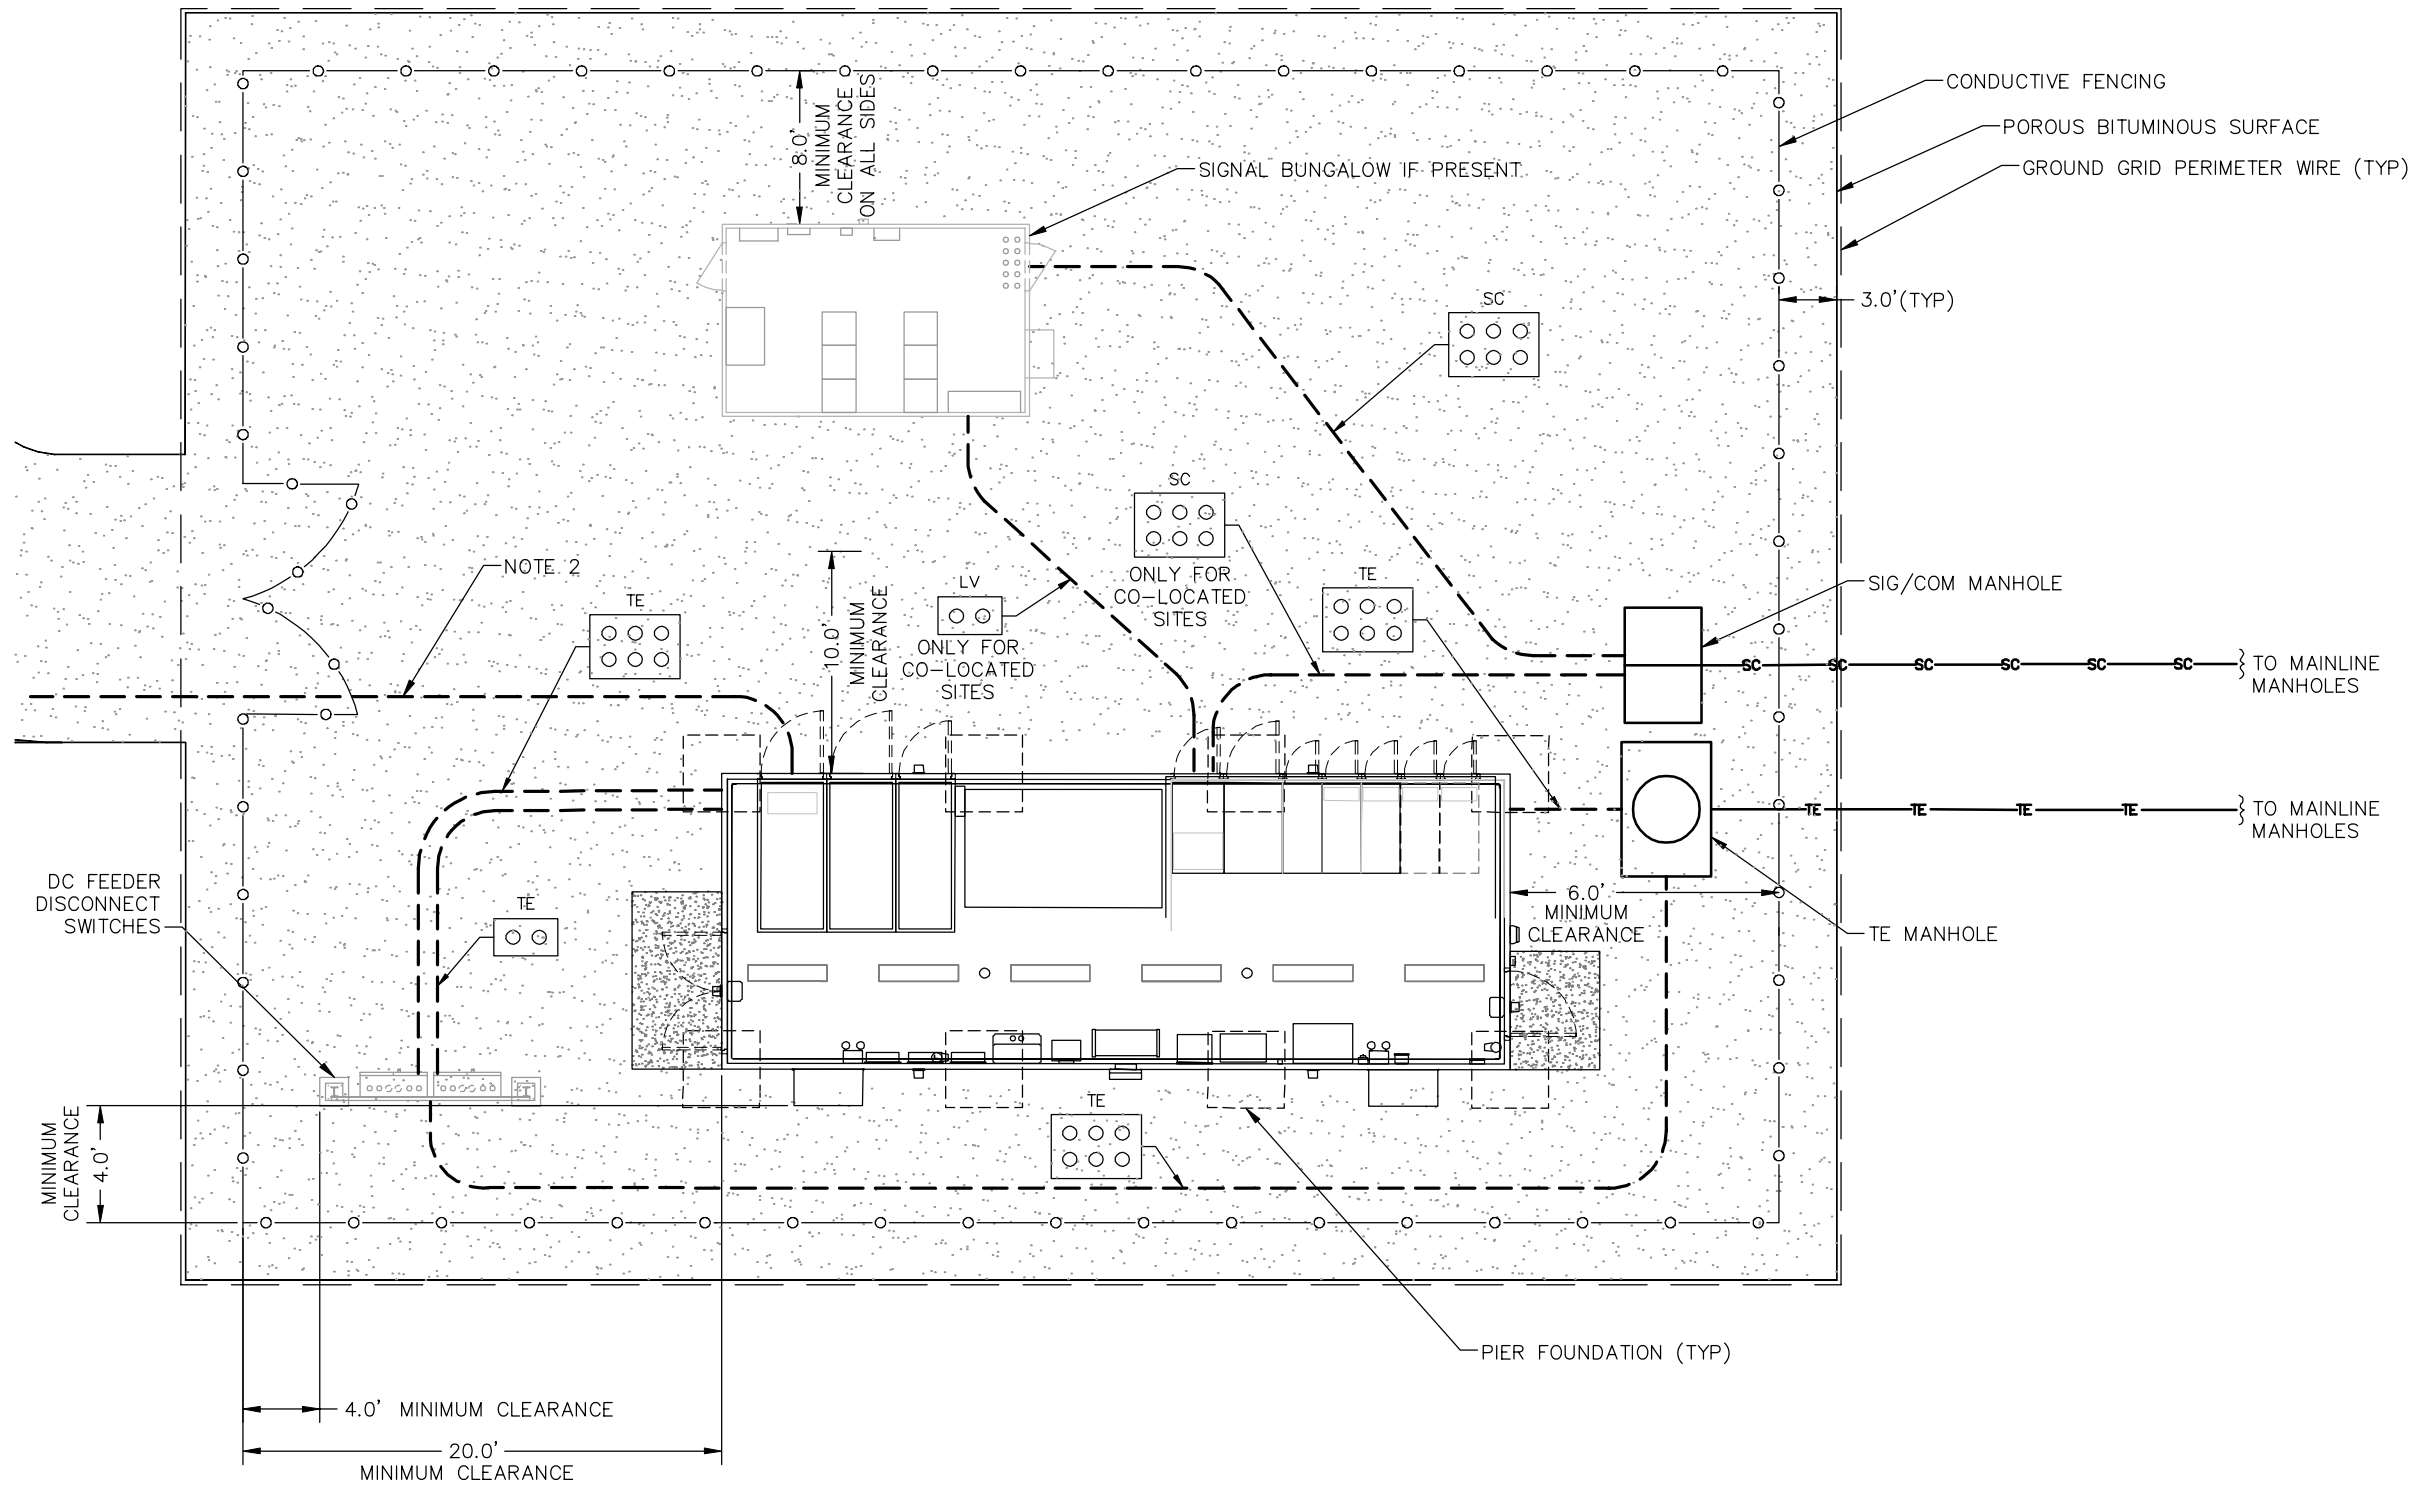 CONDUCTIVE FENCING
POROUS BITUMINOUS SURFACE
GROUND GRID PERIMETER WIRE (TYP)
8.0'
MINIMUM
CLEARANCE
ON ALL SIDES
SIGNAL BUNGALOW IF PRESENT
3.0'(TYP)
SC
SC
ONLY FOR
CO-LOCATED
SITES
NOTE 2
TE
LV
ONLY FOR
CO-LOCATED
SITES
10.0'
MINIMUM
CLEARANCE
TE
SIG/COM MANHOLE
SC SC SC SC SC SC
TO MAINLINE
MANHOLES
TE TE TE TE
TO MAINLINE
MANHOLES
DC FEEDER
DISCONNECT
SWITCHES
TE
6.0'
MINIMUM
CLEARANCE
TE MANHOLE
MINIMUM
CLEARANCE
4.0'
TE
PIER FOUNDATION (TYP)
4.0' MINIMUM CLEARANCE
20.0'
MINIMUM CLEARANCE